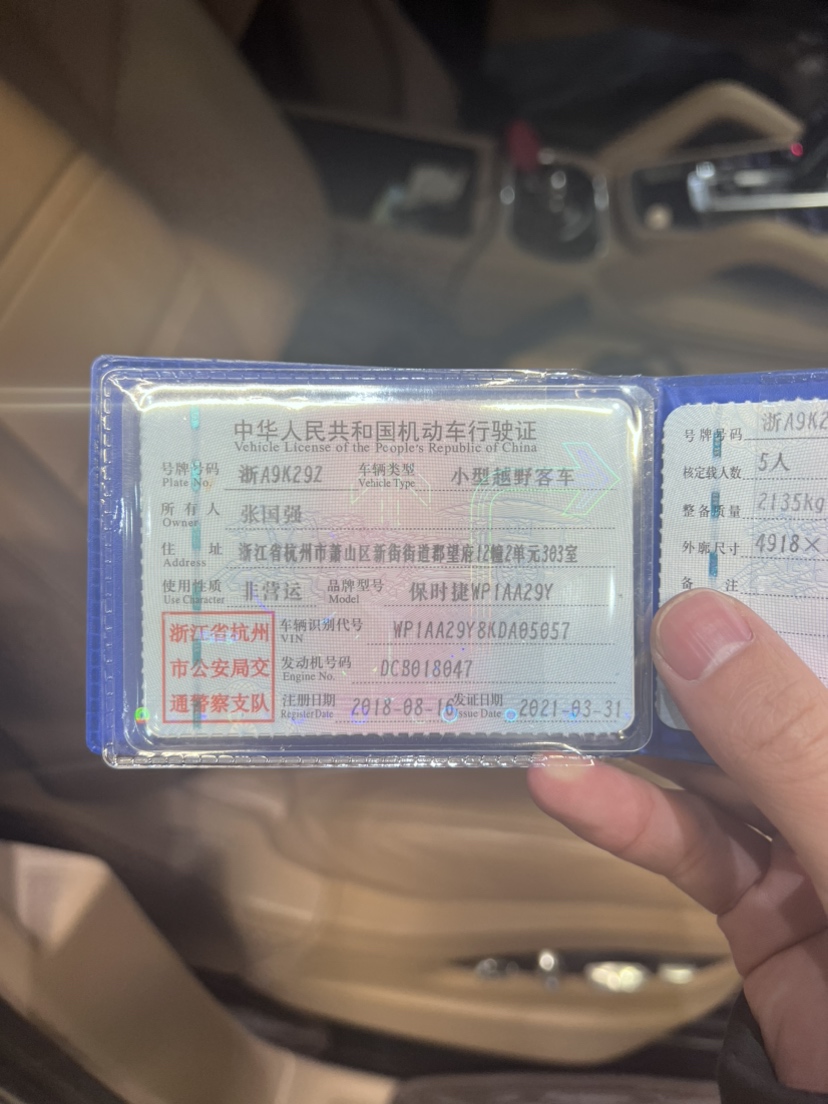 中华人民共和国机动车行驶证
Vehicle License of the People's Republic of China
号牌号码 浙A9K29Z 车辆类型 小型越野客车
Plate No. Vehicle Type
所有人 张国强
Owner
住址 浙江省杭州市萧山区新街街道郡望府12幢2单元303室
Address
使用性质 非营运 品牌型号 保时捷WP1AA29Y
Use Character Model
浙江省杭州
市公安局交
通警察支队
车辆识别代号 WP1AA29Y8KDA05057
VIN
发动机号码 DCB018047
Engine No.
注册日期 2018-08-16 发证日期 2021-03-31
Register Date Issue Date
号牌号码 浙A9K2
核定载人数 5人
整备质量 2135kg
外廓尺寸 4918×
备注